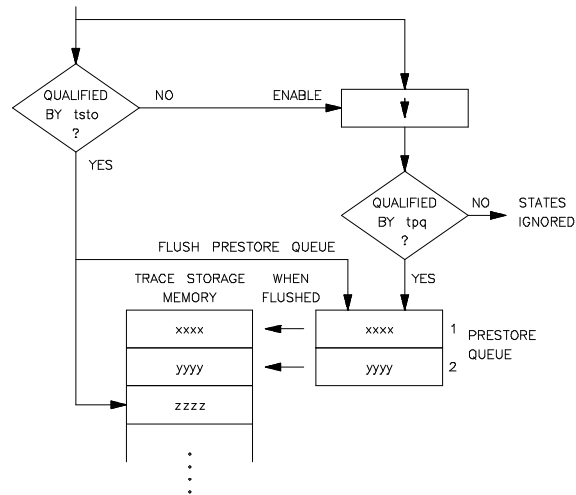 QUALIFIED
BY tsto
?
NO
ENABLE
YES
QUALIFIED
BY tpq
?
NO
STATES
IGNORED
YES
FLUSH PRESTORE QUEUE
TRACE STORAGE
MEMORY
WHEN
FLUSHED
xxxx
xxxx
1
PRESTORE
QUEUE
yyyy
yyyy
2
zzzz